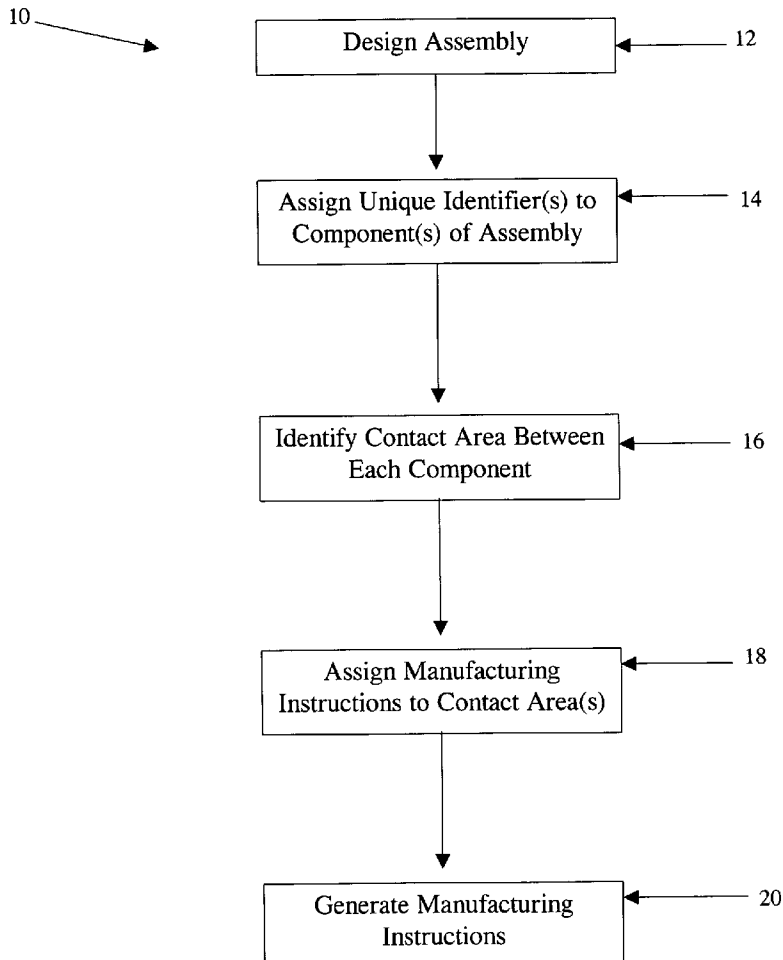 10
Design Assembly
12
Assign Unique Identifier(s) to
Component(s) of Assembly
14
Identify Contact Area Between
Each Component
16
Assign Manufacturing
Instructions to Contact Area(s)
18
Generate Manufacturing
Instructions
20